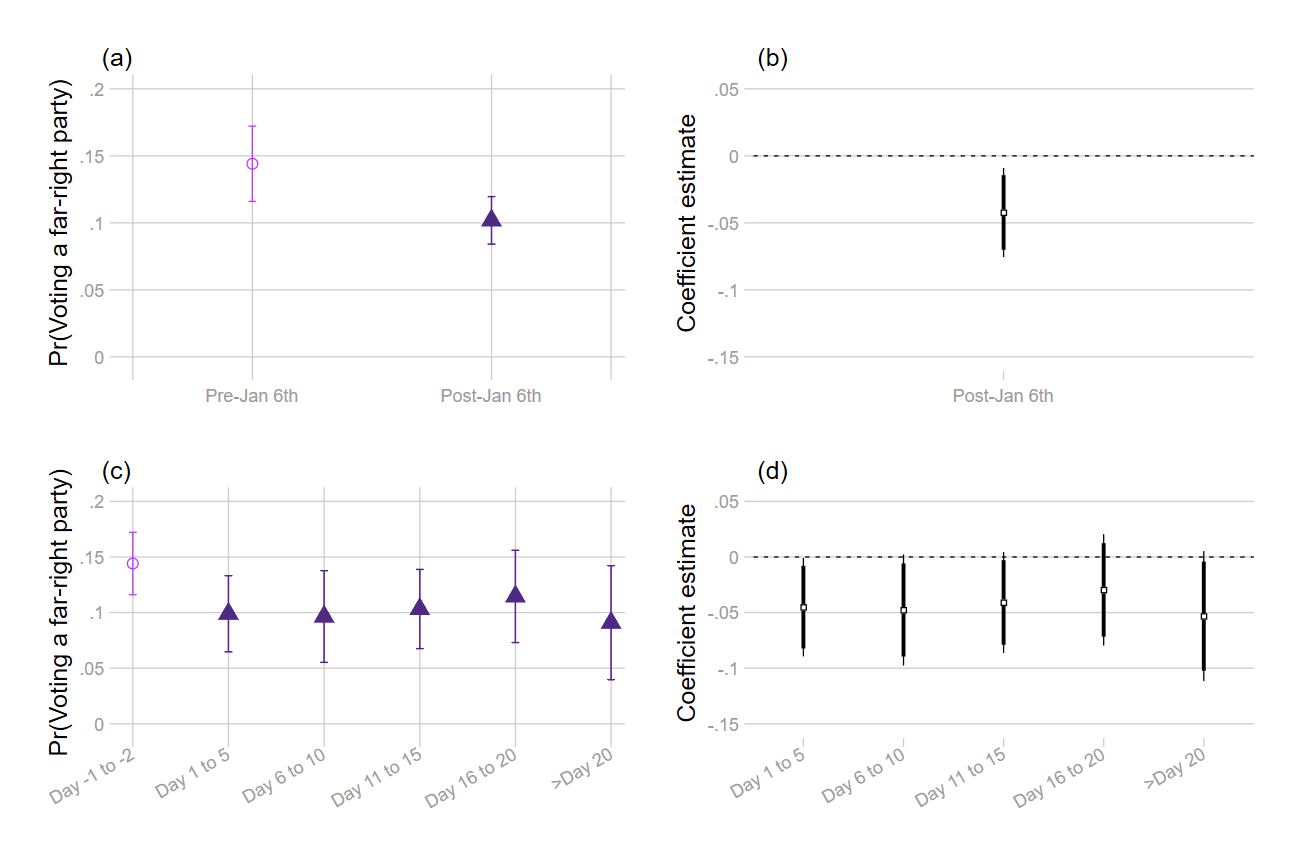 (a)
Pr(Voting a far-right party)
.2
.15
.1
.05
0
Pre-Jan 6th
Post-Jan 6th
(b)
Coefficient estimate
.05
0
-.05
-.1
-.15
Post-Jan 6th
(c)
Pr(Voting a far-right party)
.2
.15
.1
.05
0
Day -1 to -2
Day 1 to 5
Day 6 to 10
Day 11 to 15
Day 16 to 20
>Day 20
(d)
Coefficient estimate
.05
0
-.05
-.1
-.15
Day 1 to 5
Day 6 to 10
Day 11 to 15
Day 16 to 20
>Day 20